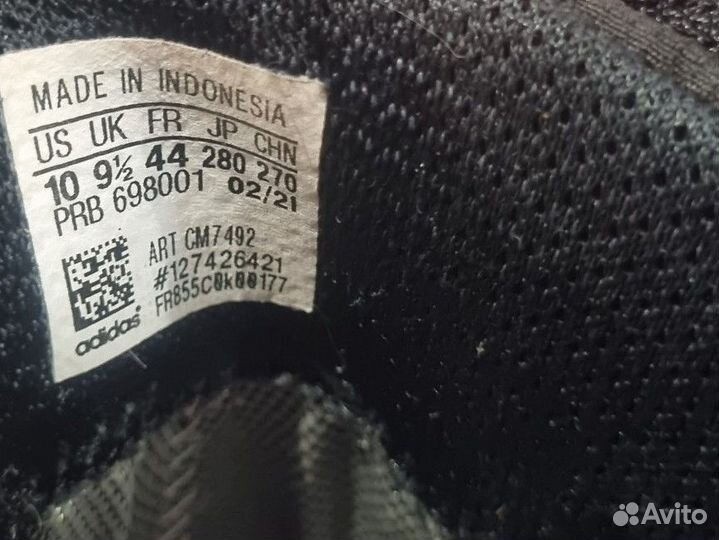 MADE IN INDONESIA
US UK FR JP CHN
10 9½ 44 280 270
PRB 698001 02/21
ART CM7492
#127426421
FR855C0k00177
adidas
Avito